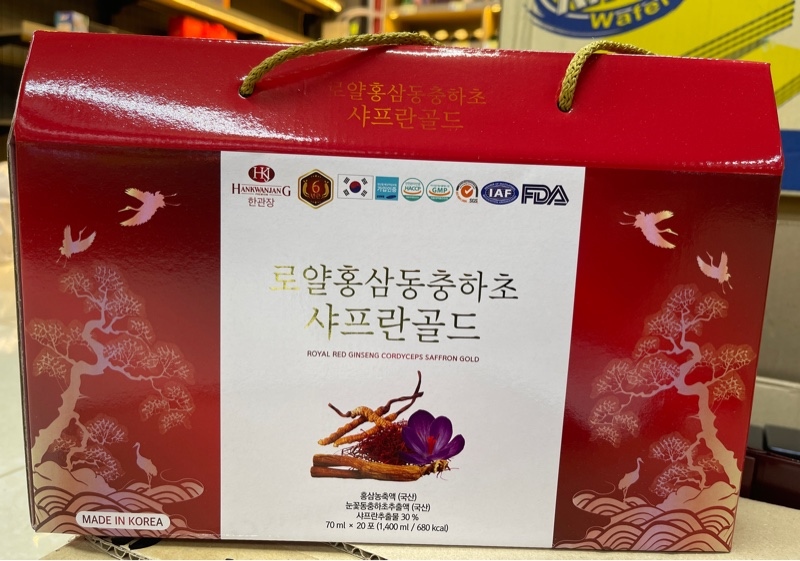 Wafer
로얄홍삼동충하초
샤프란골드
HK
HANKWANJANG
한관장
6
HACCP
GMP
SGS
IAF
FDA
로얄홍삼동충하초
샤프란골드
ROYAL RED GINSENG CORDYCEPS SAFFRON GOLD
홍삼농축액 (국산)
눈꽃동충하초추출액 (국산)
샤프란추출물 30 %
70 ml × 20 포 (1,400 ml / 680 kcal)
MADE IN KOREA